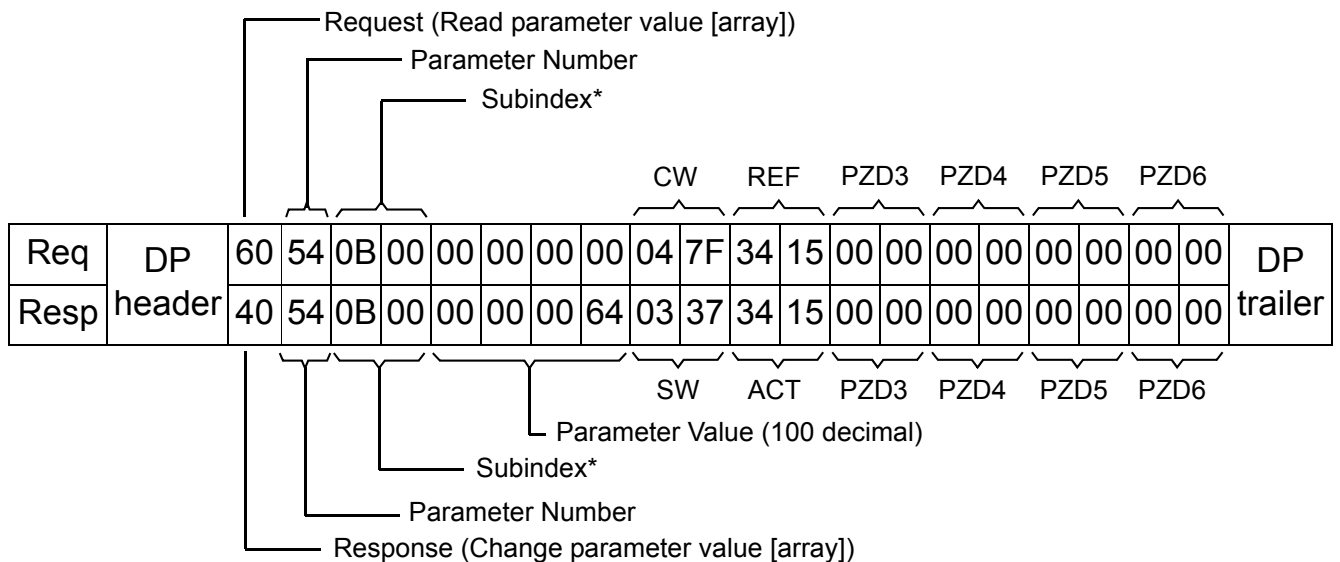 Request (Read parameter value [array])
Parameter Number
Subindex*
CW REF PZD3 PZD4 PZD5 PZD6
Req DP header 60 54 0B 00 00 00 00 00 04 7F 34 15 00 00 00 00 00 00 00 00 DP trailer
Resp 40 54 0B 00 00 00 00 64 03 37 34 15 00 00 00 00 00 00 00 00
SW ACT PZD3 PZD4 PZD5 PZD6
Parameter Value (100 decimal)
Subindex*
Parameter Number
Response (Change parameter value [array])